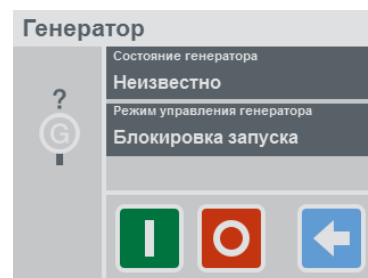 Генератор
Состояние генератора
Неизвестно
?
G
Режим управления генератора
Блокировка запуска